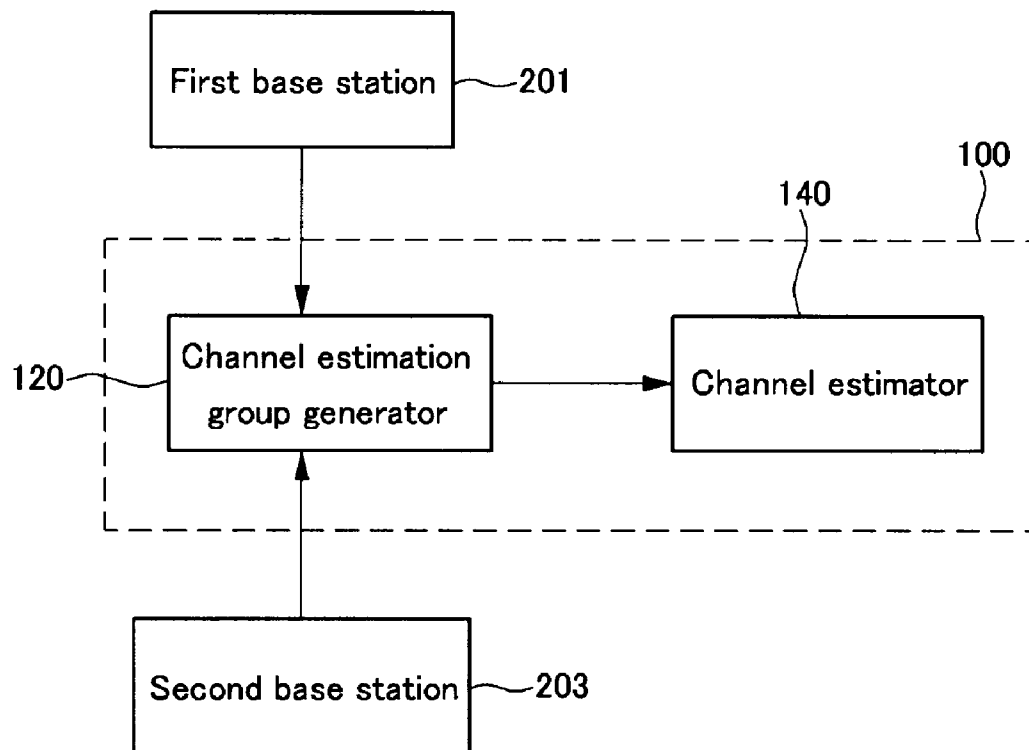 First base station
201
100
140
Channel estimation
group generator
120
Channel estimator
Second base station
203